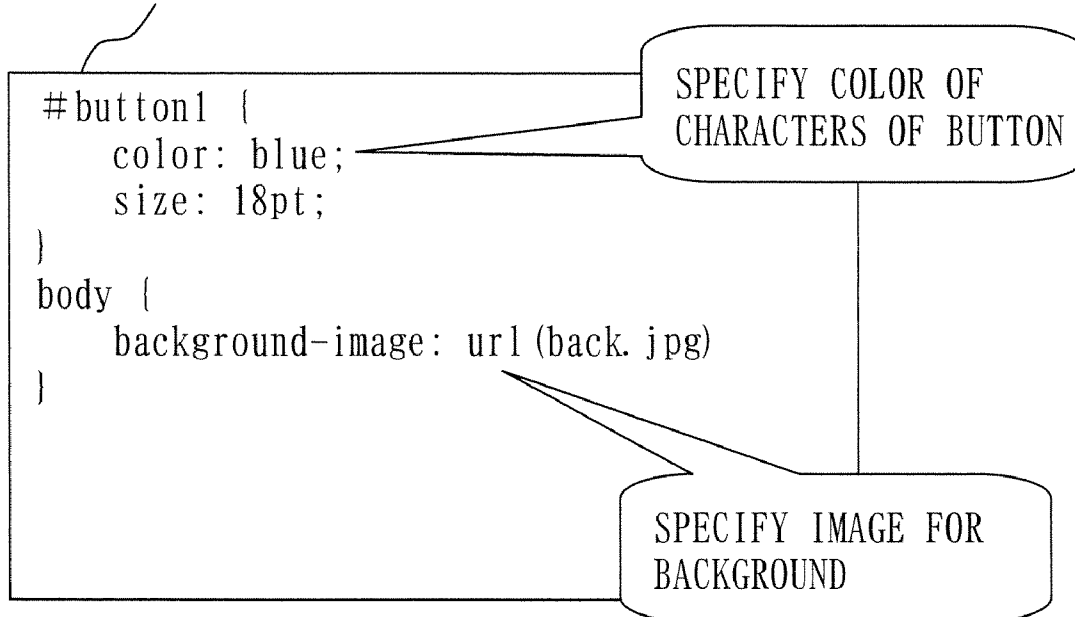 #button1 {
SPECIFY COLOR OF
CHARACTERS OF BUTTON
color: blue;
size: 18pt;
}
body {
background-image: url(back.jpg)
}
SPECIFY IMAGE FOR
BACKGROUND